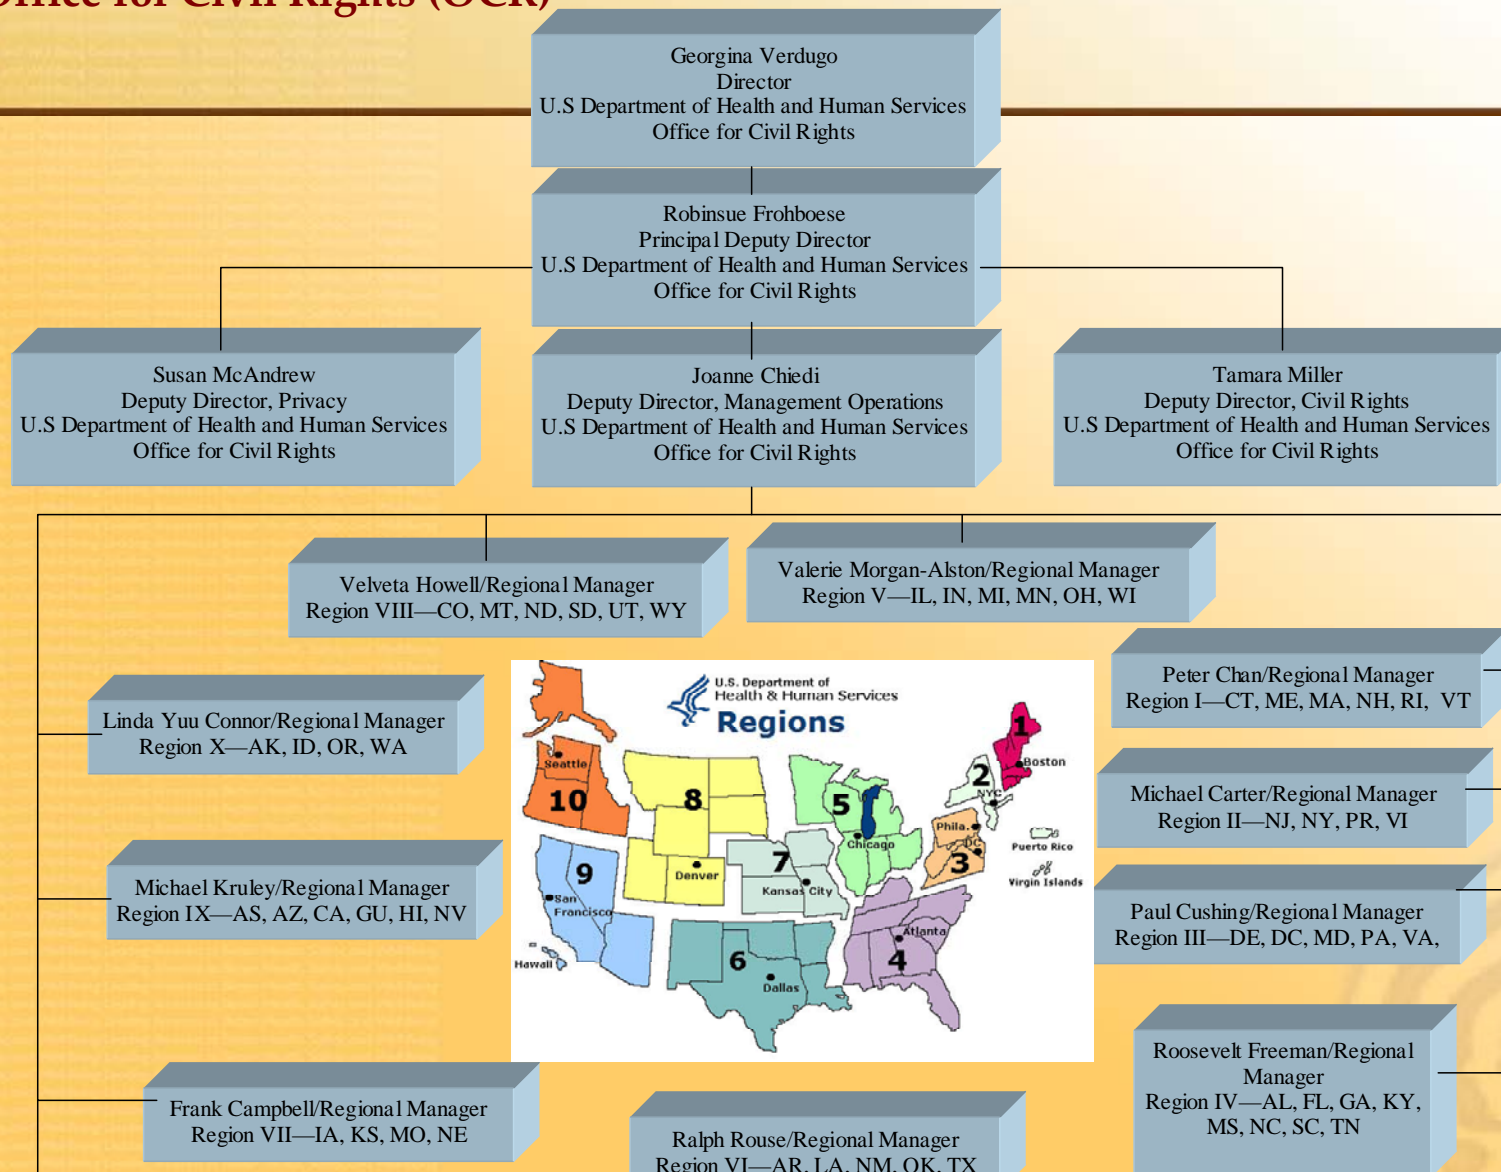 Office for Civil Rights (OCR)
Georgina Verdugo
Director
U.S Department of Health and Human Services
Office for Civil Rights
Robinsue Frohboese
Principal Deputy Director
U.S Department of Health and Human Services
Office for Civil Rights
Susan McAndrew
Deputy Director, Privacy
U.S Department of Health and Human Services
Office for Civil Rights
Joanne Chiedi
Deputy Director, Management Operations
U.S Department of Health and Human Services
Office for Civil Rights
Tamara Miller
Deputy Director, Civil Rights
U.S Department of Health and Human Services
Office for Civil Rights
Velveta Howell/Regional Manager
Region VIII—CO, MT, ND, SD, UT, WY
Valerie Morgan-Alston/Regional Manager
Region V—IL, IN, MI, MN, OH, WI
Peter Chan/Regional Manager
Region I—CT, ME, MA, NH, RI, VT
Linda Yuu Connor/Regional Manager
Region X—AK, ID, OR, WA
U.S. Department of
Health & Human Services
Regions
1
Boston
2
NYC
Seattle
10
8
5
Phila.
DC
3
Chicago
Puerto Rico
Virgin Islands
7
Kansas City
Denver
9
San
Francisco
Hawaii
6
Dallas
Atlanta
4
Michael Carter/Regional Manager
Region II—NJ, NY, PR, VI
Michael Kruley/Regional Manager
Region IX—AS, AZ, CA, GU, HI, NV
Paul Cushing/Regional Manager
Region III—DE, DC, MD, PA, VA,
Roosevelt Freeman/Regional
Manager
Region IV—AL, FL, GA, KY,
MS, NC, SC, TN
Frank Campbell/Regional Manager
Region VII—IA, KS, MO, NE
Ralph Rouse/Regional Manager
Region VI—AR, LA, NM, OK, TX